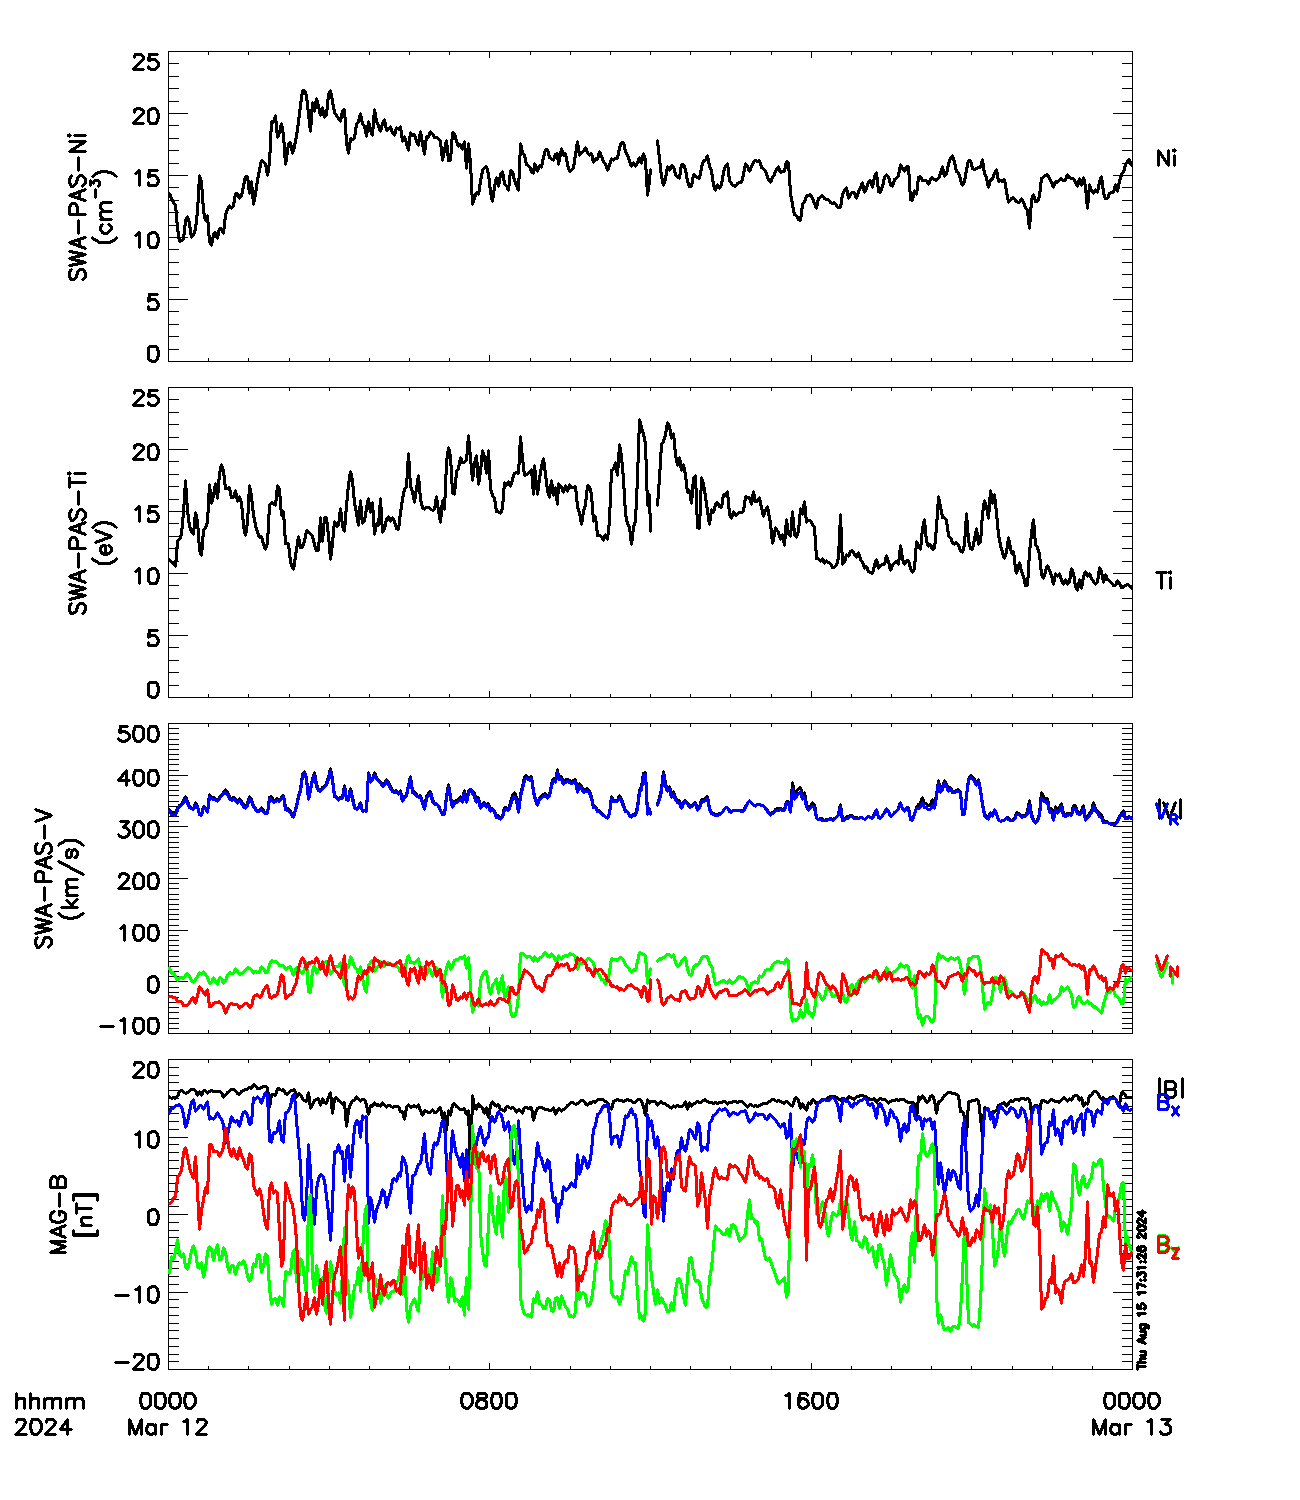 25
20
15
10
5
0
SWA-PAS-Ni
(cm⁻³)
Ni
25
20
15
10
5
0
SWA-PAS-Ti
(eV)
Ti
500
400
300
200
100
0
-100
SWA-PAS-V
(km/s)
|V|
V_R
V_N
20
10
0
-10
-20
MAG-B
[nT]
|B|
B_x
B_z
Thu Aug 15 17:31:26 2024
hhmm 0000 0800 1600 0000
2024 Mar 12 Mar 13